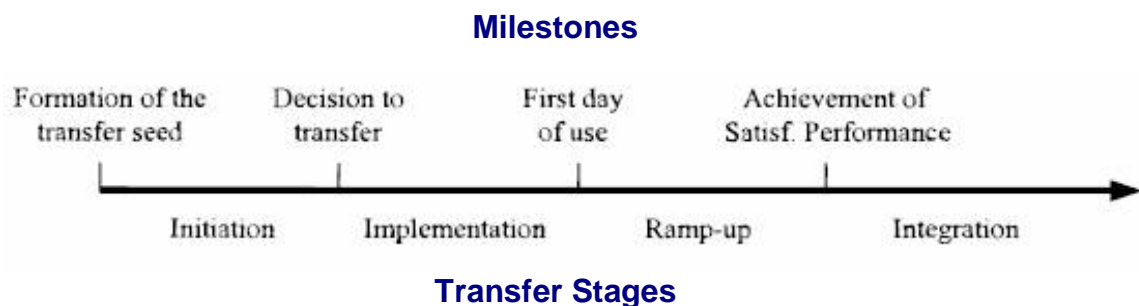 Milestones
Formation of the
transfer seed
Decision to
transfer
First day
of use
Achievement of
Satisf. Performance
Initiation
Implementation
Ramp-up
Integration
Transfer Stages